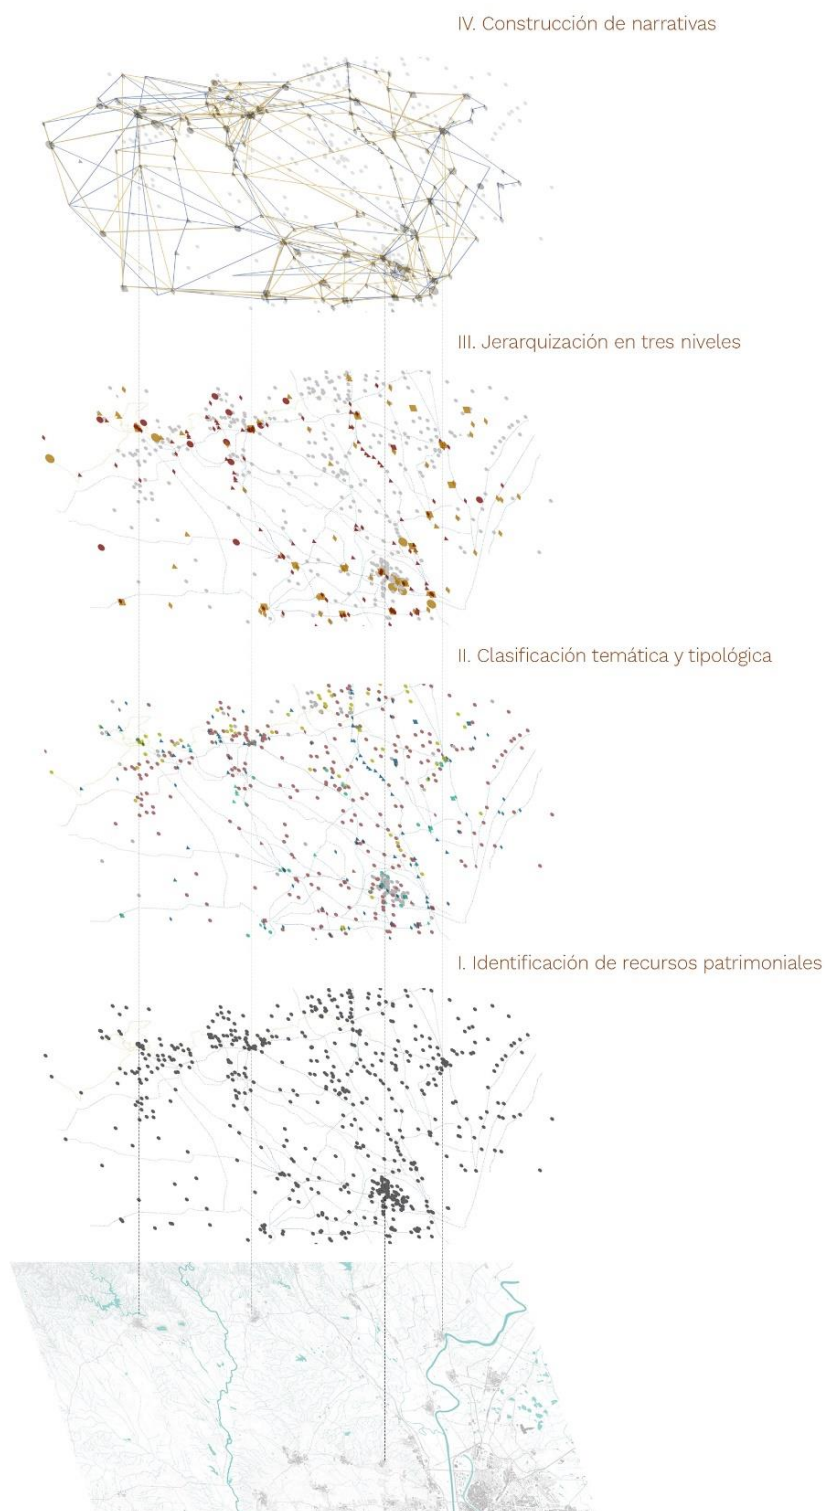 IV. Construcción de narrativas
III. Jerarquización en tres niveles
II. Clasificación temática y tipológica
I. Identificación de recursos patrimoniales